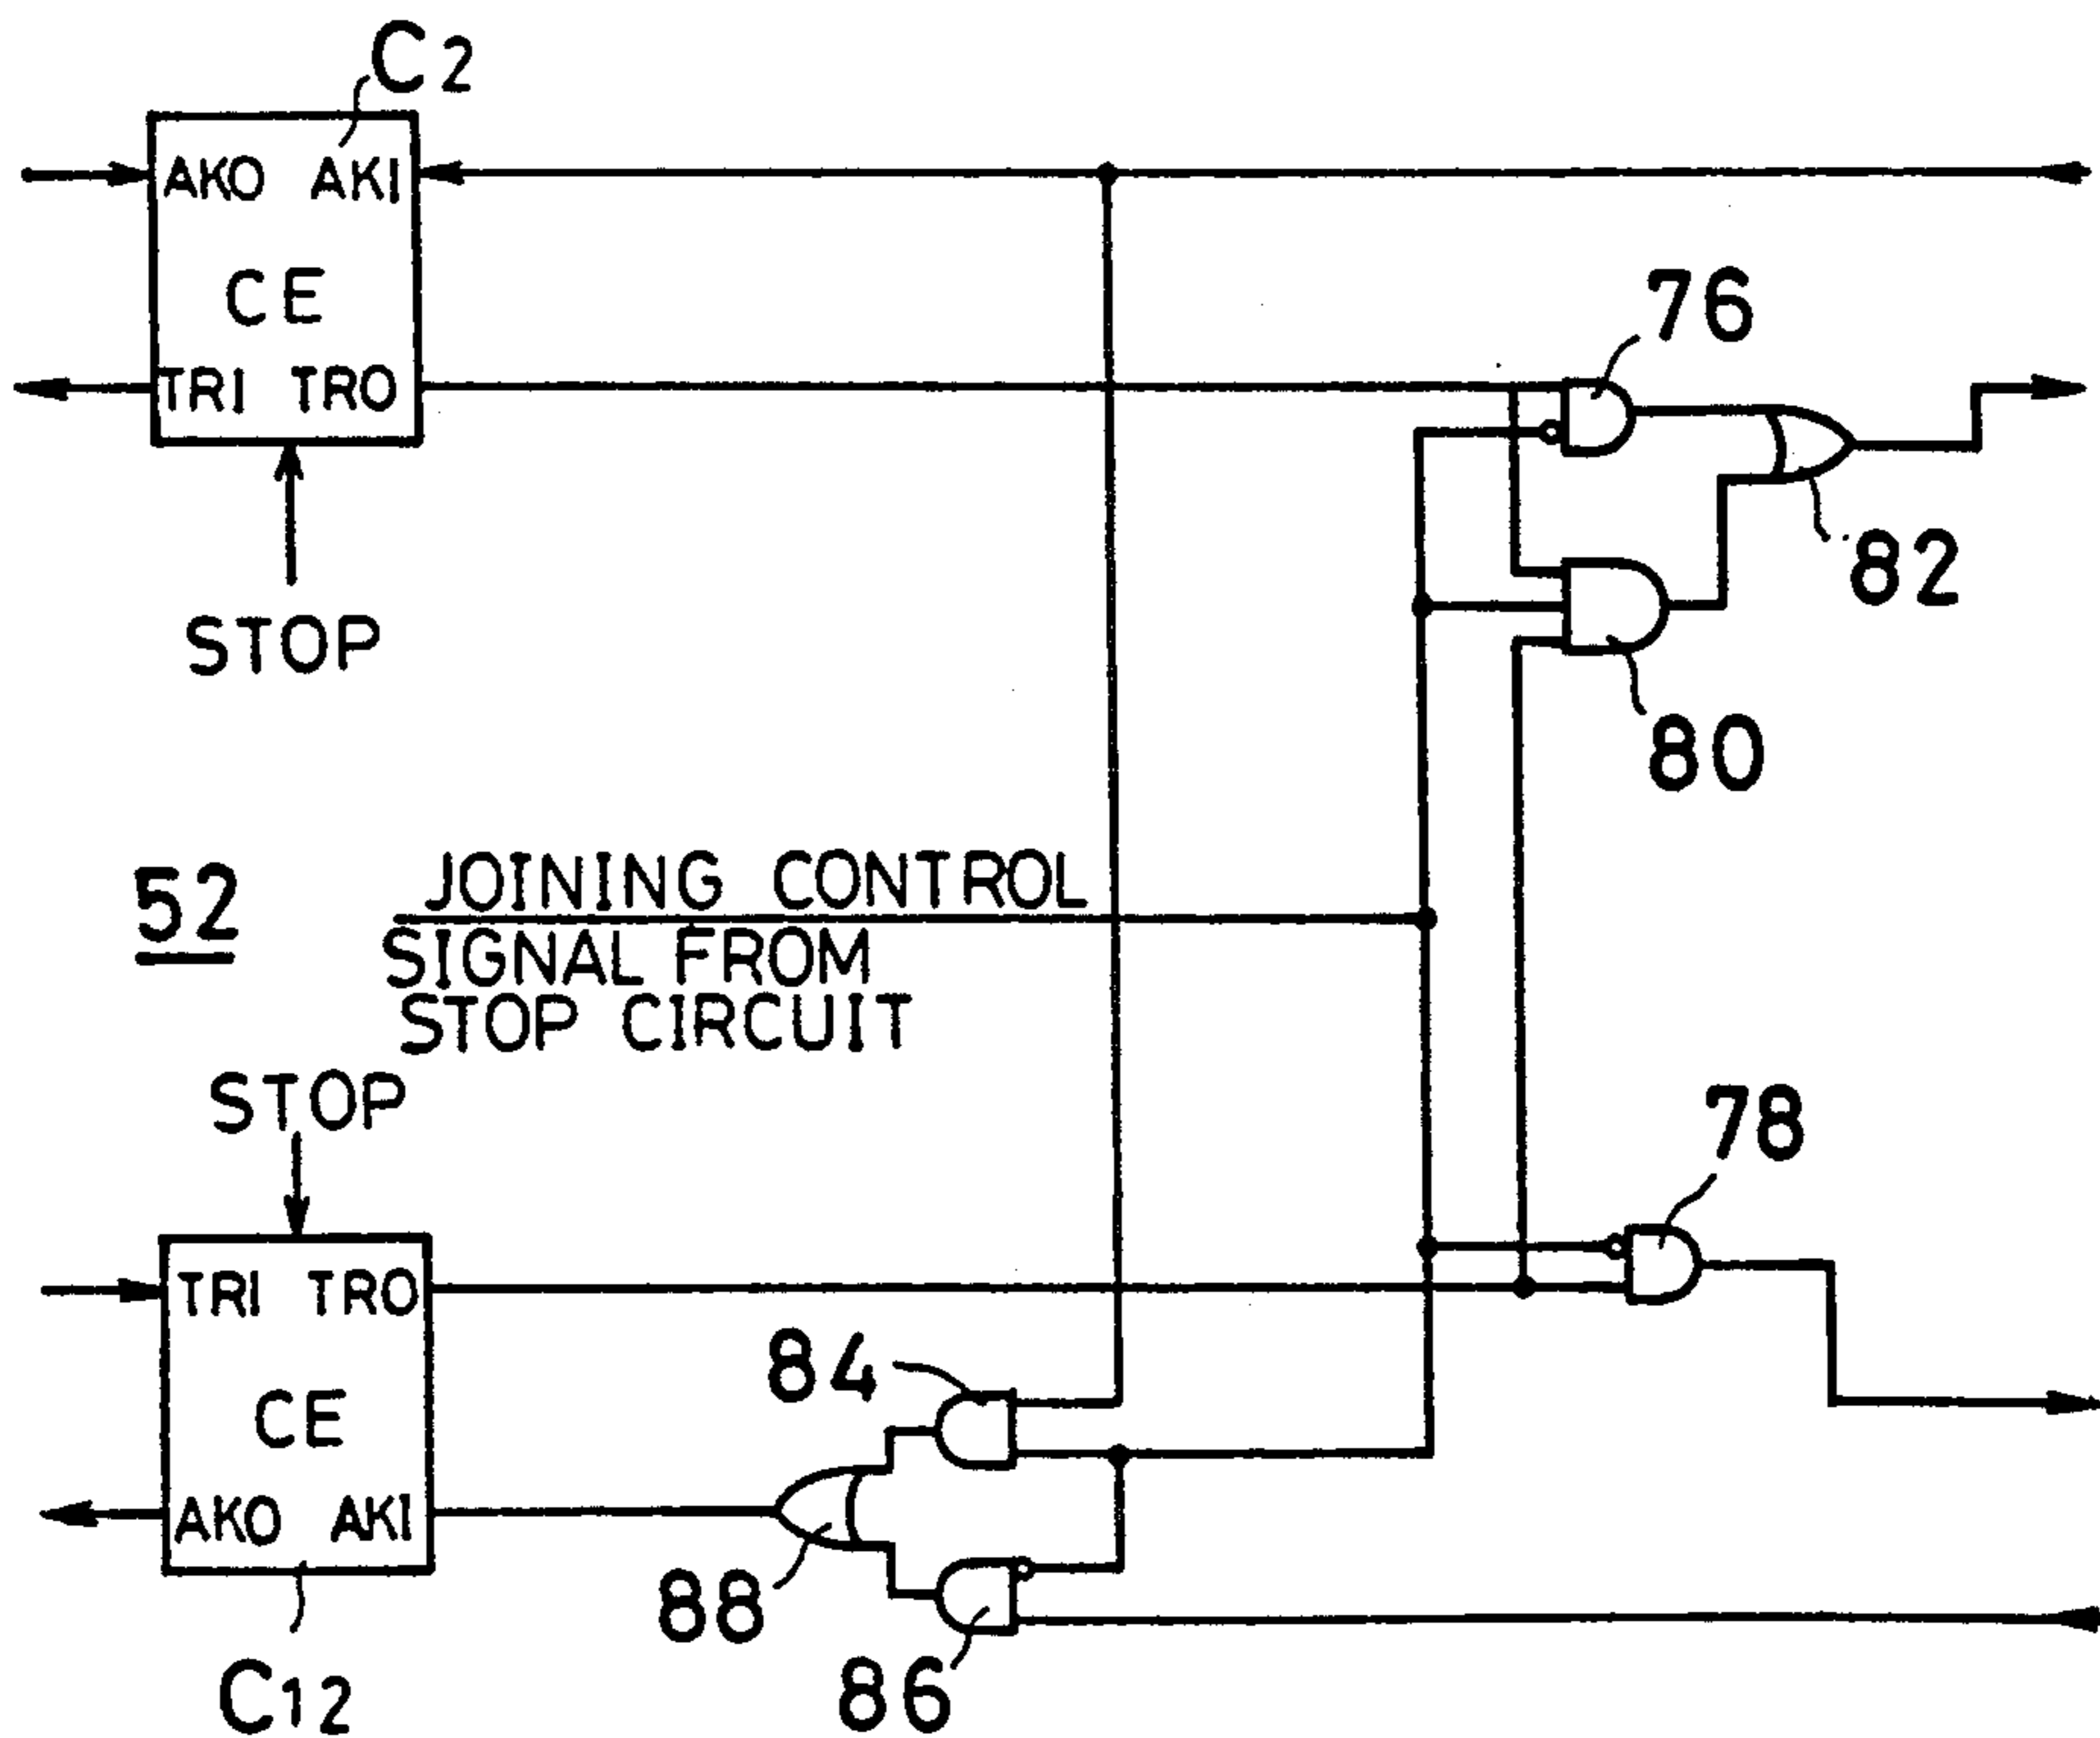 C2
AKO AKI
CE
TRI TRO
STOP
76
82
80
52
JOINING CONTROL
SIGNAL FROM
STOP CIRCUIT
STOP
78
TRI TRO
84
CE
AKO AKI
88
86
C12